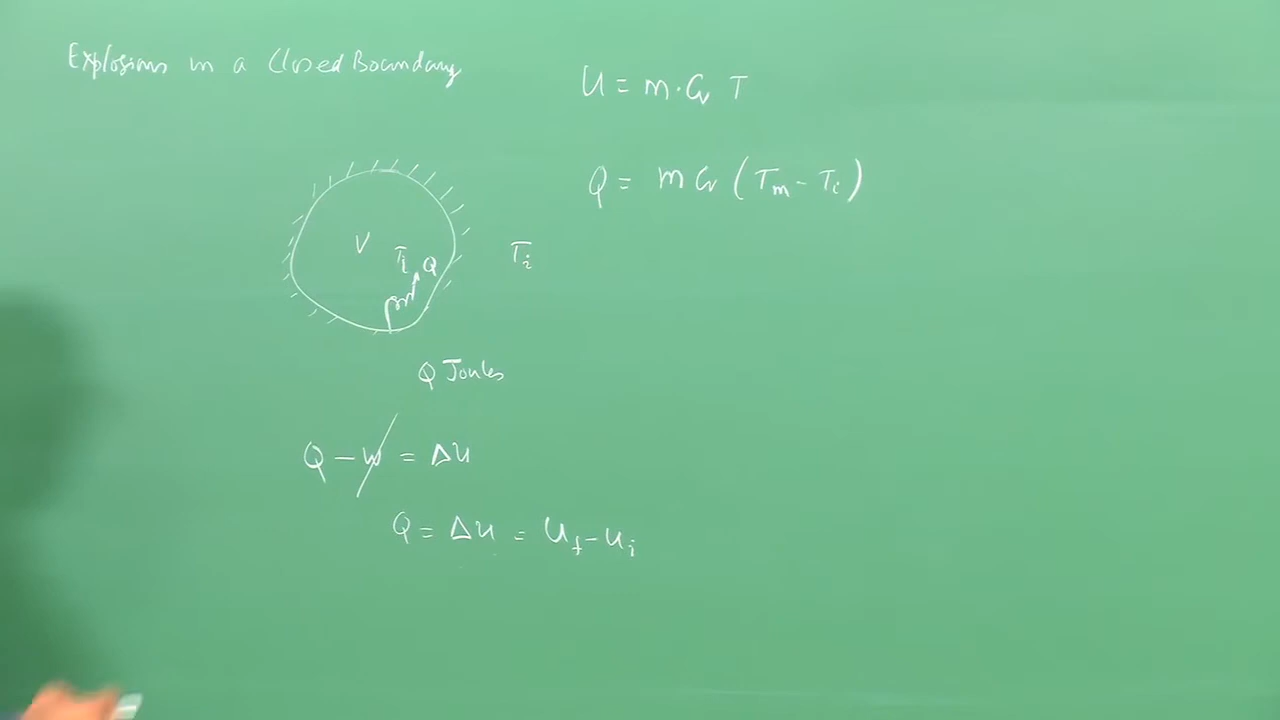 Explosions in a Closed Boundary
U = m · Cv T
Q = m Cv (Tm - Ti)
V
Ti
Q
Ti
Q Joules
Q - W = ΔU
Q = ΔU = Uf - Ui